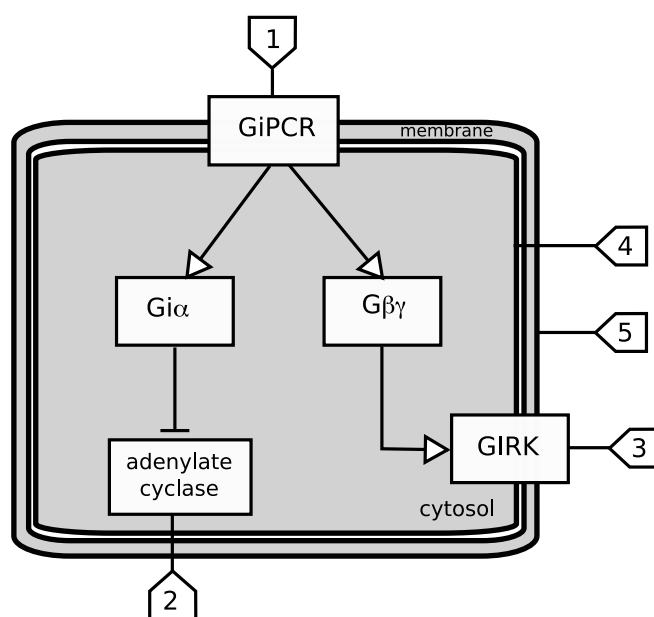 1
GiPCR
membrane
4
Giα
Gβγ
5
GIRK
3
adenylate
cyclase
cytosol
2